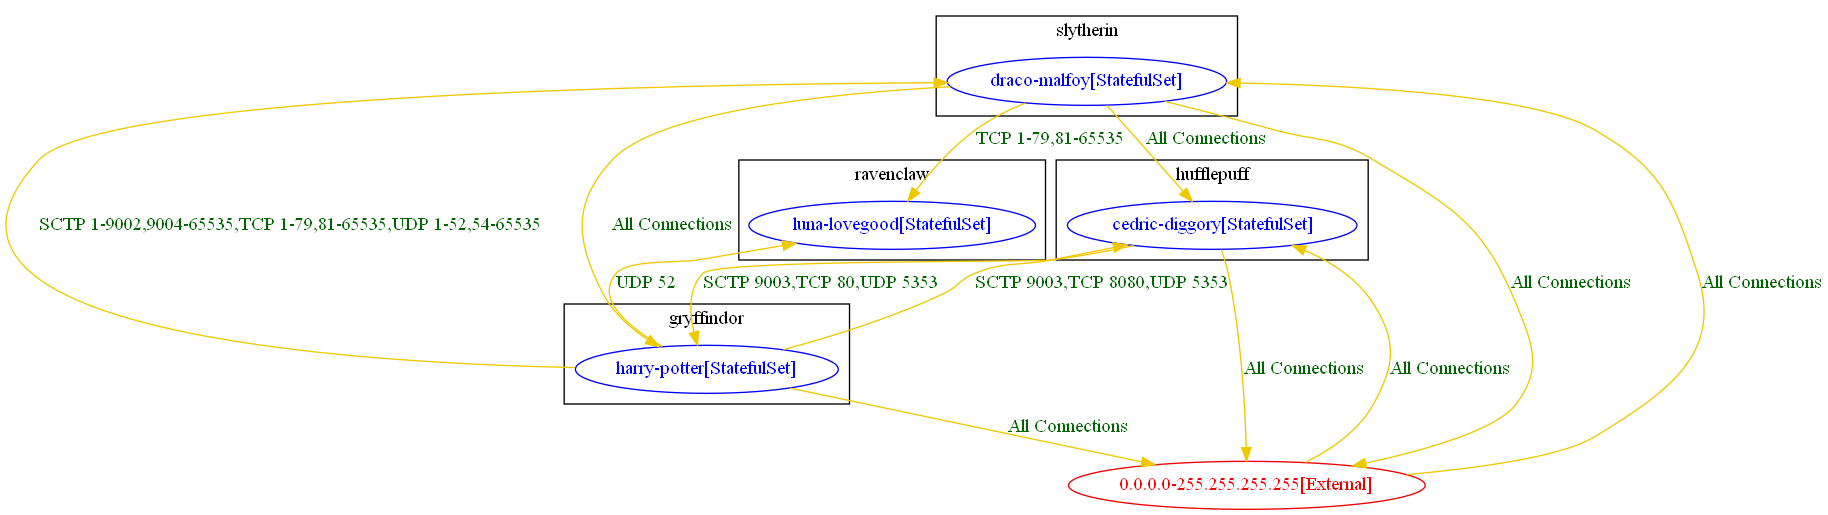 slytherin
draco-malfoy[StatefulSet]
TCP 1-79,81-65535
All Connections
ravenclaw
hufflepuff
SCTP 1-9002,9004-65535,TCP 1-79,81-65535,UDP 1-52,54-65535
All Connections
luna-lovegood[StatefulSet]
cedric-diggory[StatefulSet]
UDP 52
SCTP 9003,TCP 80,UDP 5353
SCTP 9003,TCP 8080,UDP 5353
All Connections
All Connections
gryffindor
harry-potter[StatefulSet]
All Connections
All Connections
All Connections
0.0.0.0-255.255.255.255[External]